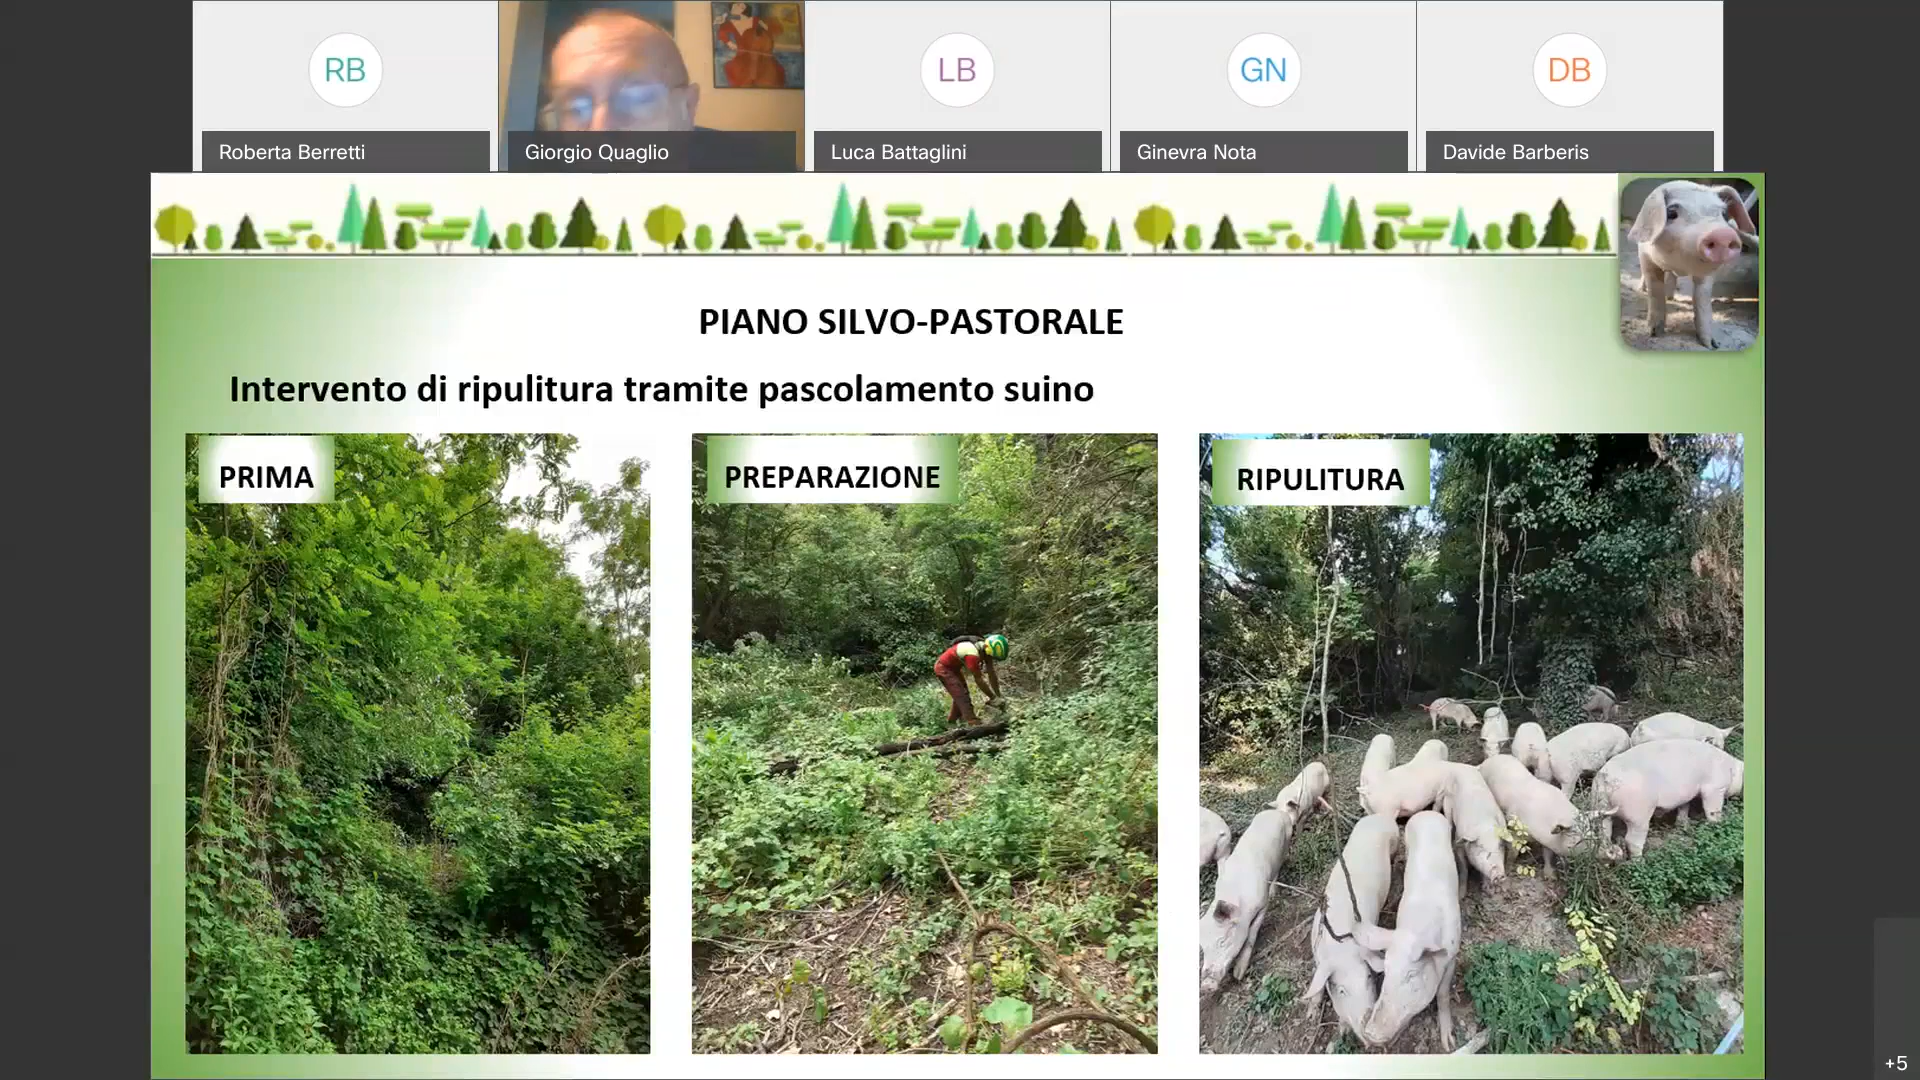 RB
LB
GN
DB
Roberta Berretti
Giorgio Quaglio
Luca Battaglini
Ginevra Nota
Davide Barberis
PIANO SILVO-PASTORALE
Intervento di ripulitura tramite pascolamento suino
PRIMA
PREPARAZIONE
RIPULITURA
+5